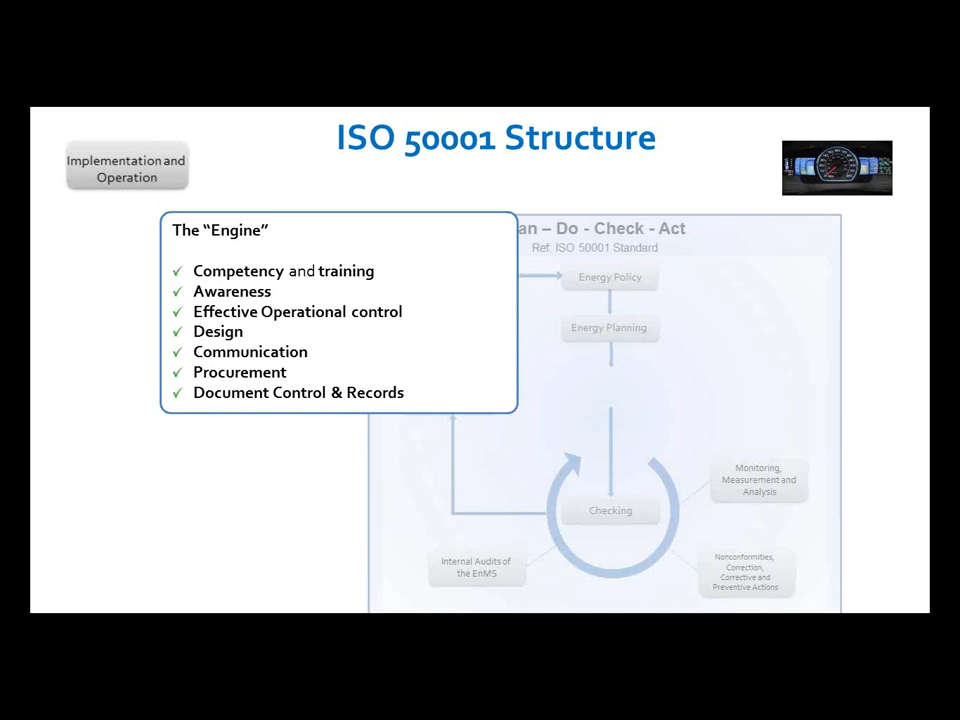 ISO 50001 Structure
Implementation and
Operation
The “Engine”
✓ Competency and training
✓ Awareness
✓ Effective Operational control
✓ Design
✓ Communication
✓ Procurement
✓ Document Control & Records
an – Do - Check - Act
Ref. ISO 50001 Standard
Energy Policy
Energy Planning
Checking
Monitoring,
Measurement and
Analysis
Internal Audits of
the EnMS
Nonconformities,
Correction,
Corrective and
Preventive Actions